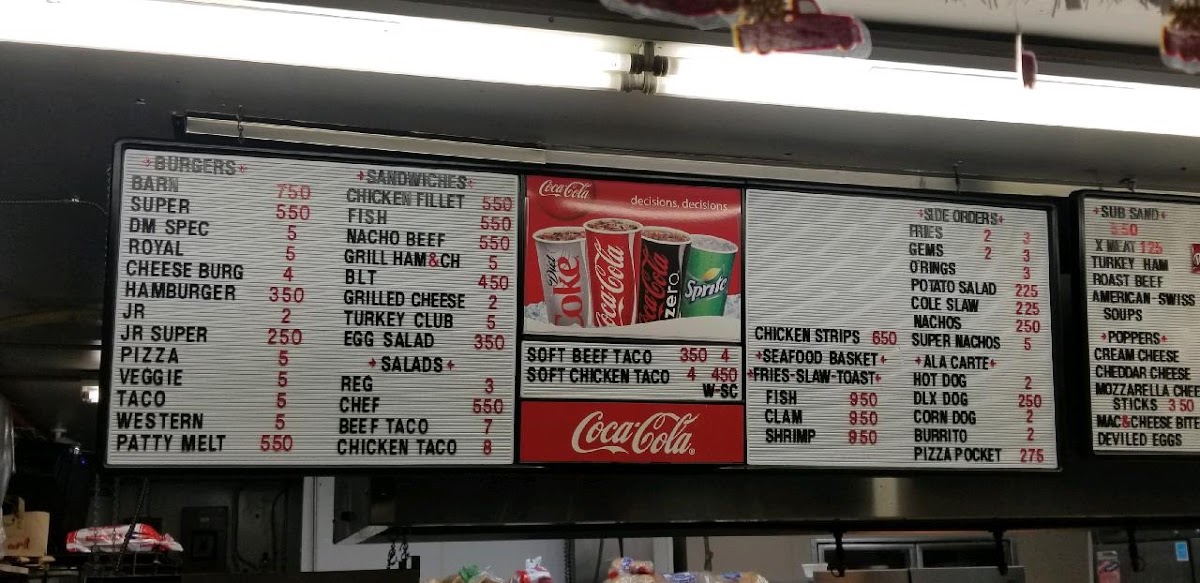 +BURGERS+
BARN 750
SUPER 550
DM SPEC 5
ROYAL 5
CHEESE BURG 4
HAMBURGER 350
JR 2
JR SUPER 250
PIZZA 5
VEGGIE 5
TACO 5
WESTERN 5
PATTY MELT 550
+SANDWICHES+
CHICKEN FILLET 550
FISH 550
NACHO BEEF 550
GRILL HAM&CH 5
BLT 450
GRILLED CHEESE 2
TURKEY CLUB 5
EGG SALAD 350
+SALADS+
REG 3
CHEF 550
BEEF TACO 7
CHICKEN TACO 8
Coca-Cola
decisions, decisions
Diet Coke
Coca-Cola
Coca-Cola zero
Sprite
SOFT BEEF TACO 350 4
SOFT CHICKEN TACO 4 450
W-SC
Coca-Cola®
CHICKEN STRIPS 650
+SEAFOOD BASKET+
+FRIES-SLAW-TOAST+
FISH 950
CLAM 950
SHRIMP 850
+SIDE ORDERS+
FRIES 2 3
GEMS 2 3
O'RINGS 3
POTATO SALAD 225
COLE SLAW 225
NACHOS 250
SUPER NACHOS 5
+ALA CARTE+
HOT DOG 2
DLX DOG 250
CORN DOG 2
BURRITO 2
PIZZA POCKET 275
+SUB SAND+
550
X MEAT 125
TURKEY HAM
ROAST BEEF
AMERICAN-SWISS
SOUPS
+POPPERS+
CREAM CHEESE
CHEDDAR CHEESE
MOZZARELLA CHEE
STICKS 350
MAC&CHEESE BITE
DEVILED EGGS